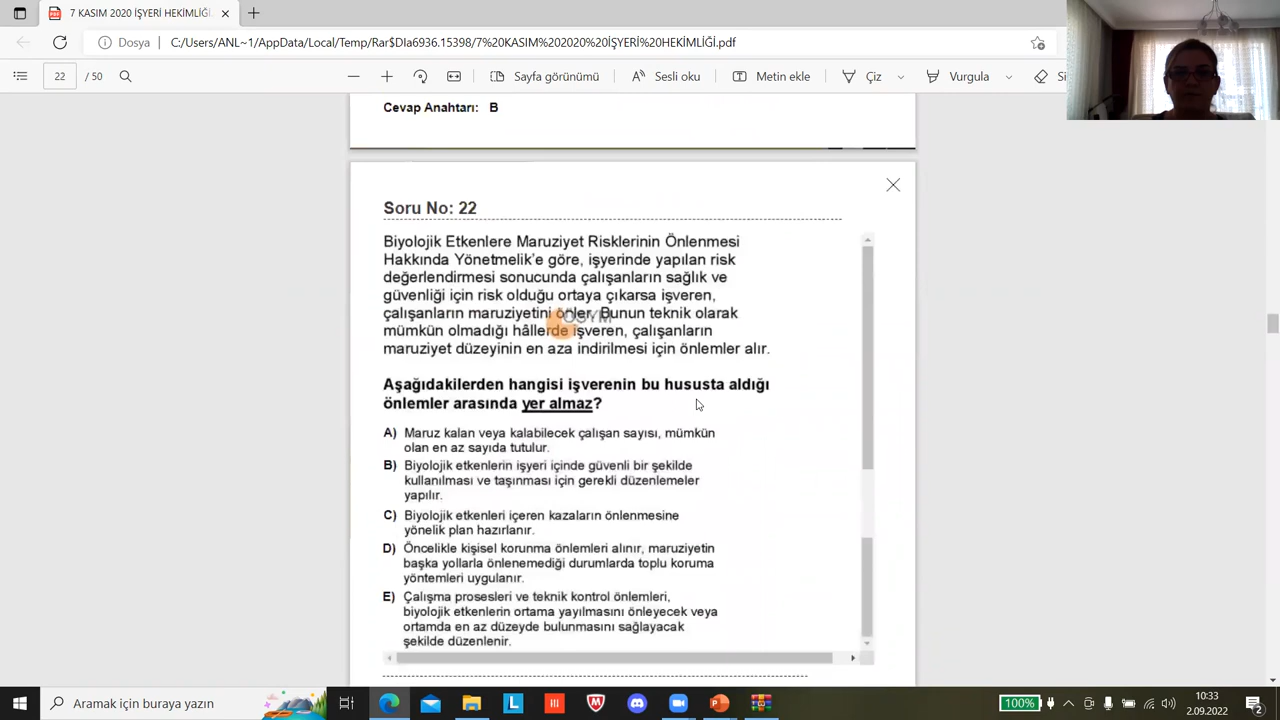 7 KASIM 2020 İŞYERİ HEKİMLİĞİ.
Dosya C:/Users/ANL~1/AppData/Local/Temp/Rar$DIa6936.15398/7%20KASIM%202020%20İŞYERİ%20HEKİMLİĞİ.pdf
22 / 50 Sayfa görünümü Sesli oku Metin ekle Çiz Vurgula
Cevap Anahtarı: B
Soru No: 22
Biyolojik Etkenlere Maruziyet Risklerinin Önlenmesi
Hakkında Yönetmelik’e göre, işyerinde yapılan risk
değerlendirmesi sonucunda çalışanların sağlık ve
güvenliği için risk olduğu ortaya çıkarsa işveren,
çalışanların maruziyetini önler. Bunun teknik olarak
mümkün olmadığı hâllerde işveren, çalışanların
maruziyet düzeyinin en aza indirilmesi için önlemler alır.
ÖSYM
Aşağıdakilerden hangisi işverenin bu hususta aldığı
önlemler arasında yer almaz?
A) Maruz kalan veya kalabilecek çalışan sayısı, mümkün
olan en az sayıda tutulur.
B) Biyolojik etkenlerin işyeri içinde güvenli bir şekilde
kullanılması ve taşınması için gerekli düzenlemeler
yapılır.
C) Biyolojik etkenleri içeren kazaların önlenmesine
yönelik plan hazırlanır.
D) Öncelikle kişisel korunma önlemleri alınır, maruziyetin
başka yollarla önlenemediği durumlarda toplu koruma
yöntemleri uygulanır.
E) Çalışma prosesleri ve teknik kontrol önlemleri,
biyolojik etkenlerin ortama yayılmasını önleyecek veya
ortamda en az düzeyde bulunmasını sağlayacak
şekilde düzenlenir.
Aramak için buraya yazın
100%
10:33
2.09.2022
2